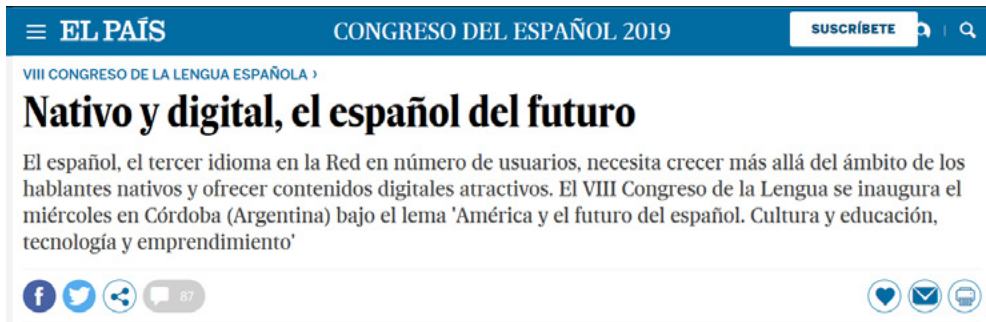 EL PAÍS
CONGRESO DEL ESPAÑOL 2019
SUSCRÍBETE
VIII CONGRESO DE LA LENGUA ESPAÑOLA ›
Nativo y digital, el español del futuro
El español, el tercer idioma en la Red en número de usuarios, necesita crecer más allá del ámbito de los
hablantes nativos y ofrecer contenidos digitales atractivos. El VIII Congreso de la Lengua se inaugura el
miércoles en Córdoba (Argentina) bajo el lema 'América y el futuro del español. Cultura y educación,
tecnología y emprendimiento'
87